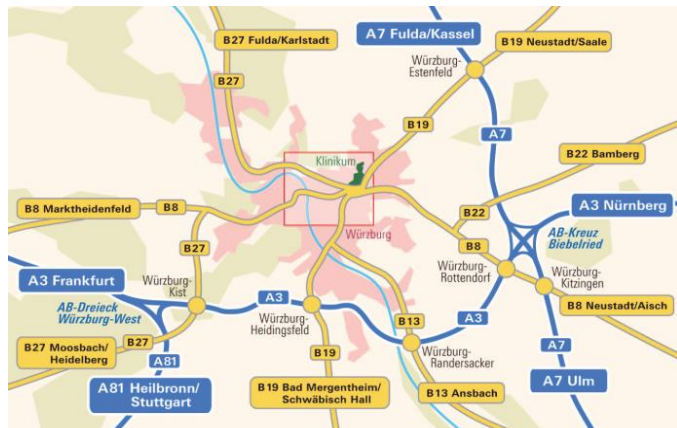 B27 Fulda/Karlstadt
A7 Fulda/Kassel
B19 Neustadt/Saale
Würzburg-
Estenfeld
B27
B19
A7
Klinikum
B22 Bamberg
B8 Marktheidenfeld
B8
B22
A3 Nürnberg
Würzburg
B27
B8
AB-Kreuz
Biebelried
A3 Frankfurt
Würzburg-
Kist
Würzburg-
Rottendorf
Würzburg-
Kitzingen
AB-Dreieck
Würzburg-West
A3
Würzburg-
Heidingsfeld
B13
A3
B8 Neustadt/Aisch
B27 Moosbach/
Heidelberg
B27
A81
B19
Würzburg-
Randersacker
A7
A81 Heilbronn/
Stuttgart
B19 Bad Mergentheim/
Schwäbisch Hall
B13 Ansbach
A7 Ulm